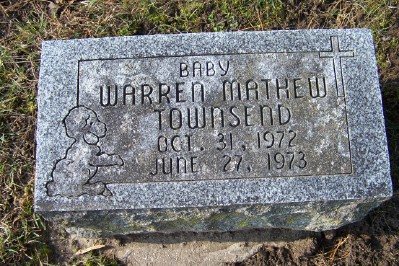 BABY
WARREN MATHEW
TOWNSEND
OCT. 31, 1972
JUNE 27, 1973